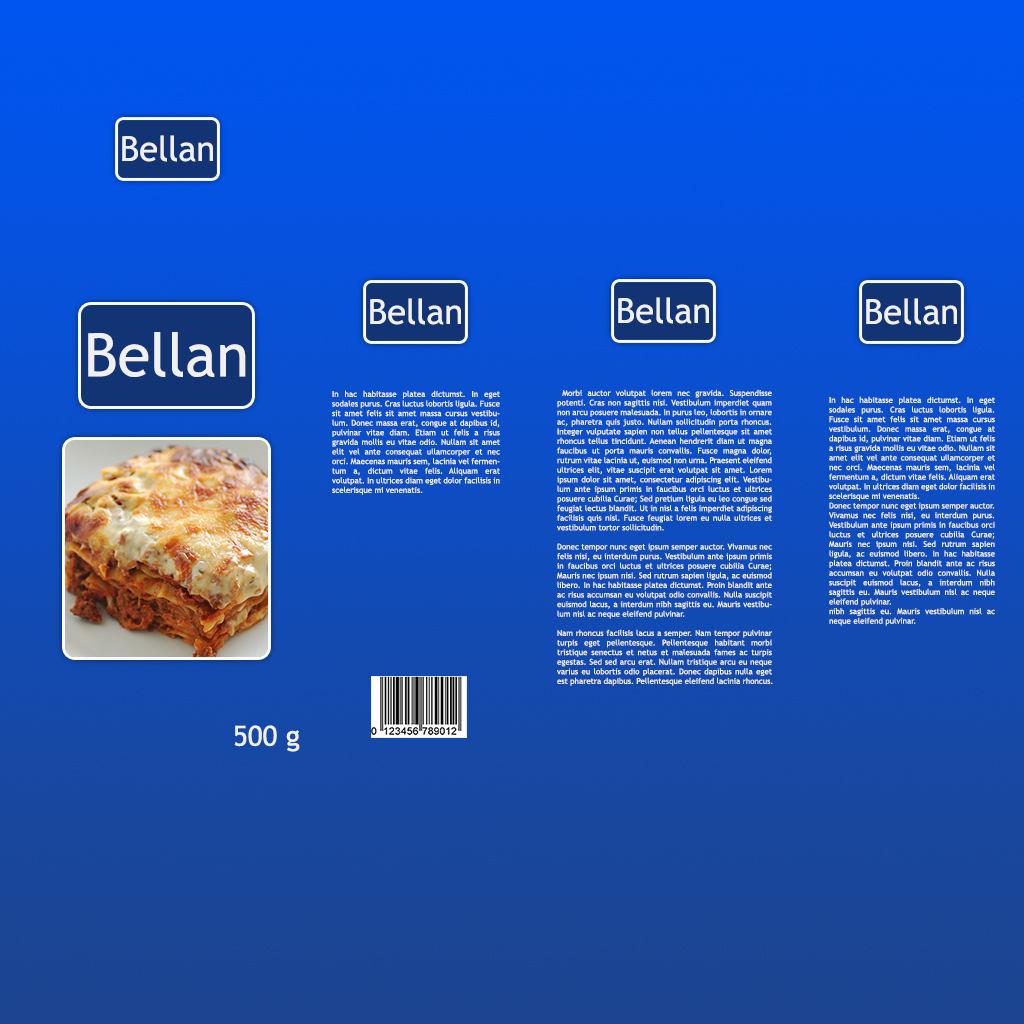 Bellan
Bellan
500 g
Bellan
In hac habitasse platea dictumst. In eget
sodales purus. Cras luctus lobortis ligula. Fusce
sit amet felis sit amet massa cursus vestibu-
lum. Donec massa erat, congue at dapibus id,
pulvinar vitae diam. Etiam ut felis a risus
gravida mollis eu vitae odio. Nullam sit amet
elit vel ante consequat ullamcorper et nec
orci. Maecenas mauris sem, lacinia vel fermen-
tum a, dictum vitae felis. Aliquam erat
volutpat. In ultrices diam eget dolor facilisis in
scelerisque mi venenatis.
0 123456 789012
Bellan
Morbi auctor volutpat lorem nec gravida. Suspendisse
potenti. Cras non sagittis nisi. Vestibulum imperdiet quam
non arcu posuere malesuada. In purus leo, lobortis in ornare
ac, pharetra quis justo. Nullam sollicitudin porta rhoncus.
Integer vulputate sapien non tellus pellentesque sit amet
rhoncus tellus tincidunt. Aenean hendrerit diam ut magna
faucibus ut porta mauris convallis. Fusce magna dolor,
rutrum vitae lacinia ut, euismod non urna. Praesent eleifend
ultrices elit, vitae suscipit erat volutpat sit amet. Lorem
ipsum dolor sit amet, consectetur adipiscing elit. Vestibu-
lum ante ipsum primis in faucibus orci luctus et ultrices
posuere cubilia Curae; Sed pretium ligula eu leo congue sed
feugiat lectus blandit. Ut in nisl a felis imperdiet adipiscing
facilisis quis nisl. Fusce feugiat lorem eu nulla ultrices et
vestibulum tortor sollicitudin.
Donec tempor nunc eget ipsum semper auctor. Vivamus nec
felis nisi, eu interdum purus. Vestibulum ante ipsum primis
in faucibus orci luctus et ultrices posuere cubilia Curae;
Mauris nec ipsum nisi. Sed rutrum sapien ligula, ac euismod
libero. In hac habitasse platea dictumst. Proin blandit ante
ac risus accumsan eu volutpat odio convallis. Nulla suscipit
euismod lacus, a interdum nibh sagittis eu. Mauris vestibu-
lum nisl ac neque eleifend pulvinar.
Nam rhoncus facilisis lacus a semper. Nam tempor pulvinar
turpis eget pellentesque. Pellentesque habitant morbi
tristique senectus et netus et malesuada fames ac turpis
egestas. Sed sed arcu erat. Nullam tristique arcu eu neque
varius eu lobortis odio placerat. Donec dapibus nulla eget
est pharetra dapibus. Pellentesque eleifend lacinia rhoncus.
Bellan
In hac habitasse platea dictumst. In eget
sodales purus. Cras luctus lobortis ligula.
Fusce sit amet felis sit amet massa cursus
vestibulum. Donec massa erat, congue at
dapibus id, pulvinar vitae diam. Etiam ut felis
a risus gravida mollis eu vitae odio. Nullam sit
amet elit vel ante consequat ullamcorper et
nec orci. Maecenas mauris sem, lacinia vel
fermentum a, dictum vitae felis. Aliquam erat
volutpat. In ultrices diam eget dolor facilisis in
scelerisque mi venenatis.
Donec tempor nunc eget ipsum semper auctor.
Vivamus nec felis nisi, eu interdum purus.
Vestibulum ante ipsum primis in faucibus orci
luctus et ultrices posuere cubilia Curae;
Mauris nec ipsum nisi. Sed rutrum sapien
ligula, ac euismod libero. In hac habitasse
platea dictumst. Proin blandit ante ac risus
accumsan eu volutpat odio convallis. Nulla
suscipit euismod lacus, a interdum nibh
sagittis eu. Mauris vestibulum nisl ac neque
eleifend pulvinar.
nibh sagittis eu. Mauris vestibulum nisl ac
neque eleifend pulvinar.